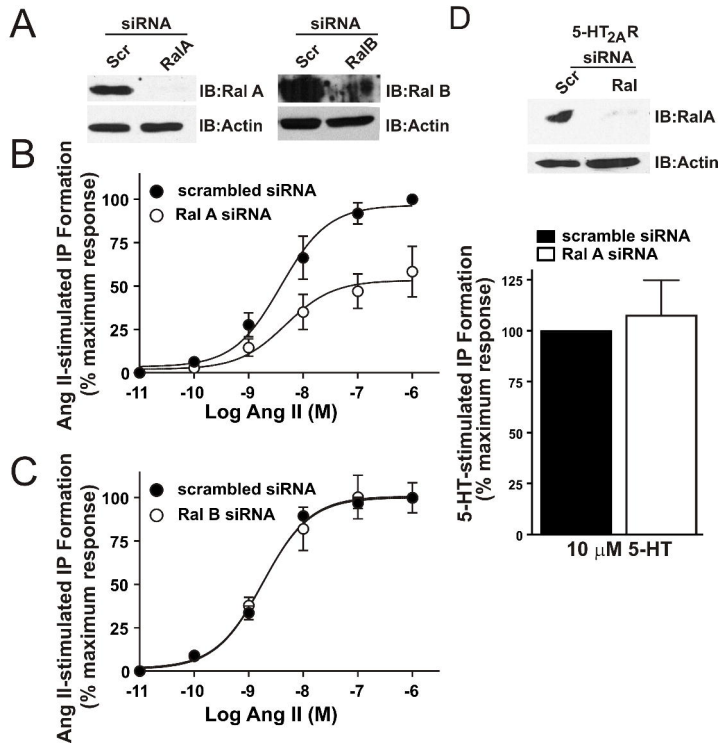 A
siRNA
Scr
RalA
IB:Ral A
IB:Actin
siRNA
Scr
RalB
IB:Ral B
IB:Actin
B
Ang II-stimulated IP Formation
(% maximum response)
100
75
50
25
0
scrambled siRNA
Ral A siRNA
-11
-10
-9
-8
-7
-6
Log Ang II (M)
C
Ang II-stimulated IP Formation
(% maximum response)
100
75
50
25
0
scrambled siRNA
Ral B siRNA
-11
-10
-9
-8
-7
-6
Log Ang II (M)
D
5-HT2AR
siRNA
Scr
Ral
IB:RalA
IB:Actin
scramble siRNA
Ral A siRNA
5-HT-stimulated IP Formation
(% maximum response)
125
100
75
50
25
0
10 μM 5-HT